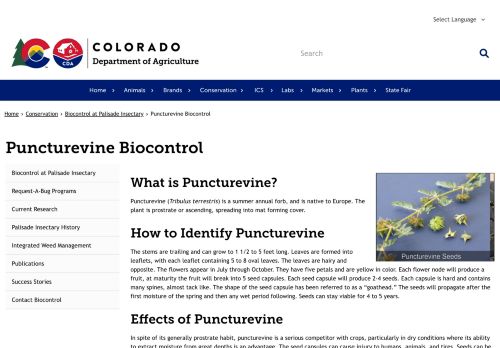 Select Language
COLORADO
Department of Agriculture
CDA
Search
Home › Animals › Brands › Conservation › ICS › Labs › Markets › Plants › State Fair
Home › Conservation › Biocontrol at Palisade Insectary › Puncturevine Biocontrol
Puncturevine Biocontrol
Biocontrol at Palisade Insectary
Request-A-Bug Programs
Current Research
Palisade Insectary History
Integrated Weed Management
Publications
Success Stories
Contact Biocontrol
What is Puncturevine?
Puncturevine (Tribulus terrestris) is a summer annual forb, and is native to Europe. The
plant is prostrate or ascending, spreading into mat forming cover.
Puncturevine Seeds
How to Identify Puncturevine
The stems are trailing and can grow to 1 1/2 to 5 feet long. Leaves are formed into
leaflets, with each leaflet containing 5 to 8 oval leaves. The leaves are hairy and
opposite. The flowers appear in July through October. They have five petals and are yellow in color. Each flower node will produce a
fruit, at maturity the fruit will break into 5 seed capsules. Each seed capsule will produce 2-4 seeds. Each capsule is hard and contains
many spines, almost tack like. The shape of the seed capsule has been referred to as a “goathead.” The seeds will propagate after the
first moisture of the spring and then any wet period following. Seeds can stay viable for 4 to 5 years.
Effects of Puncturevine
In spite of its generally prostrate habit, puncturevine is a serious competitor with crops, particularly in dry conditions where its ability
to extract moisture from great depths is an advantage. The seed capsules can cause injury to humans, animals, and tires. Seeds can be